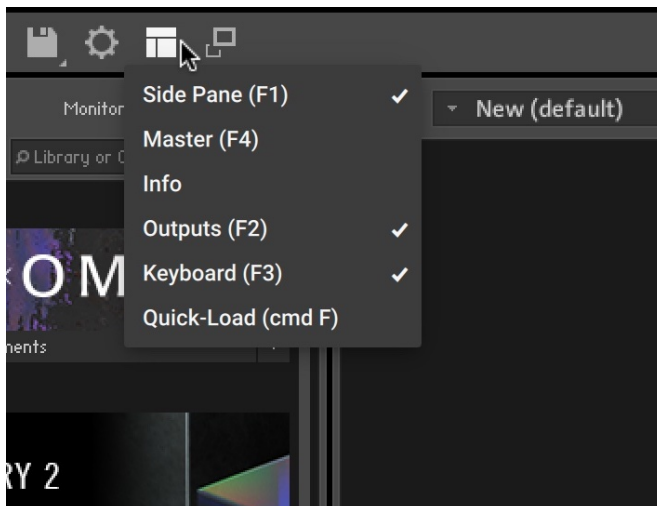 Monitor
New (default)
Library or
Side Pane (F1)
Master (F4)
Info
Outputs (F2)
Keyboard (F3)
Quick-Load (cmd F)
OM
RY 2